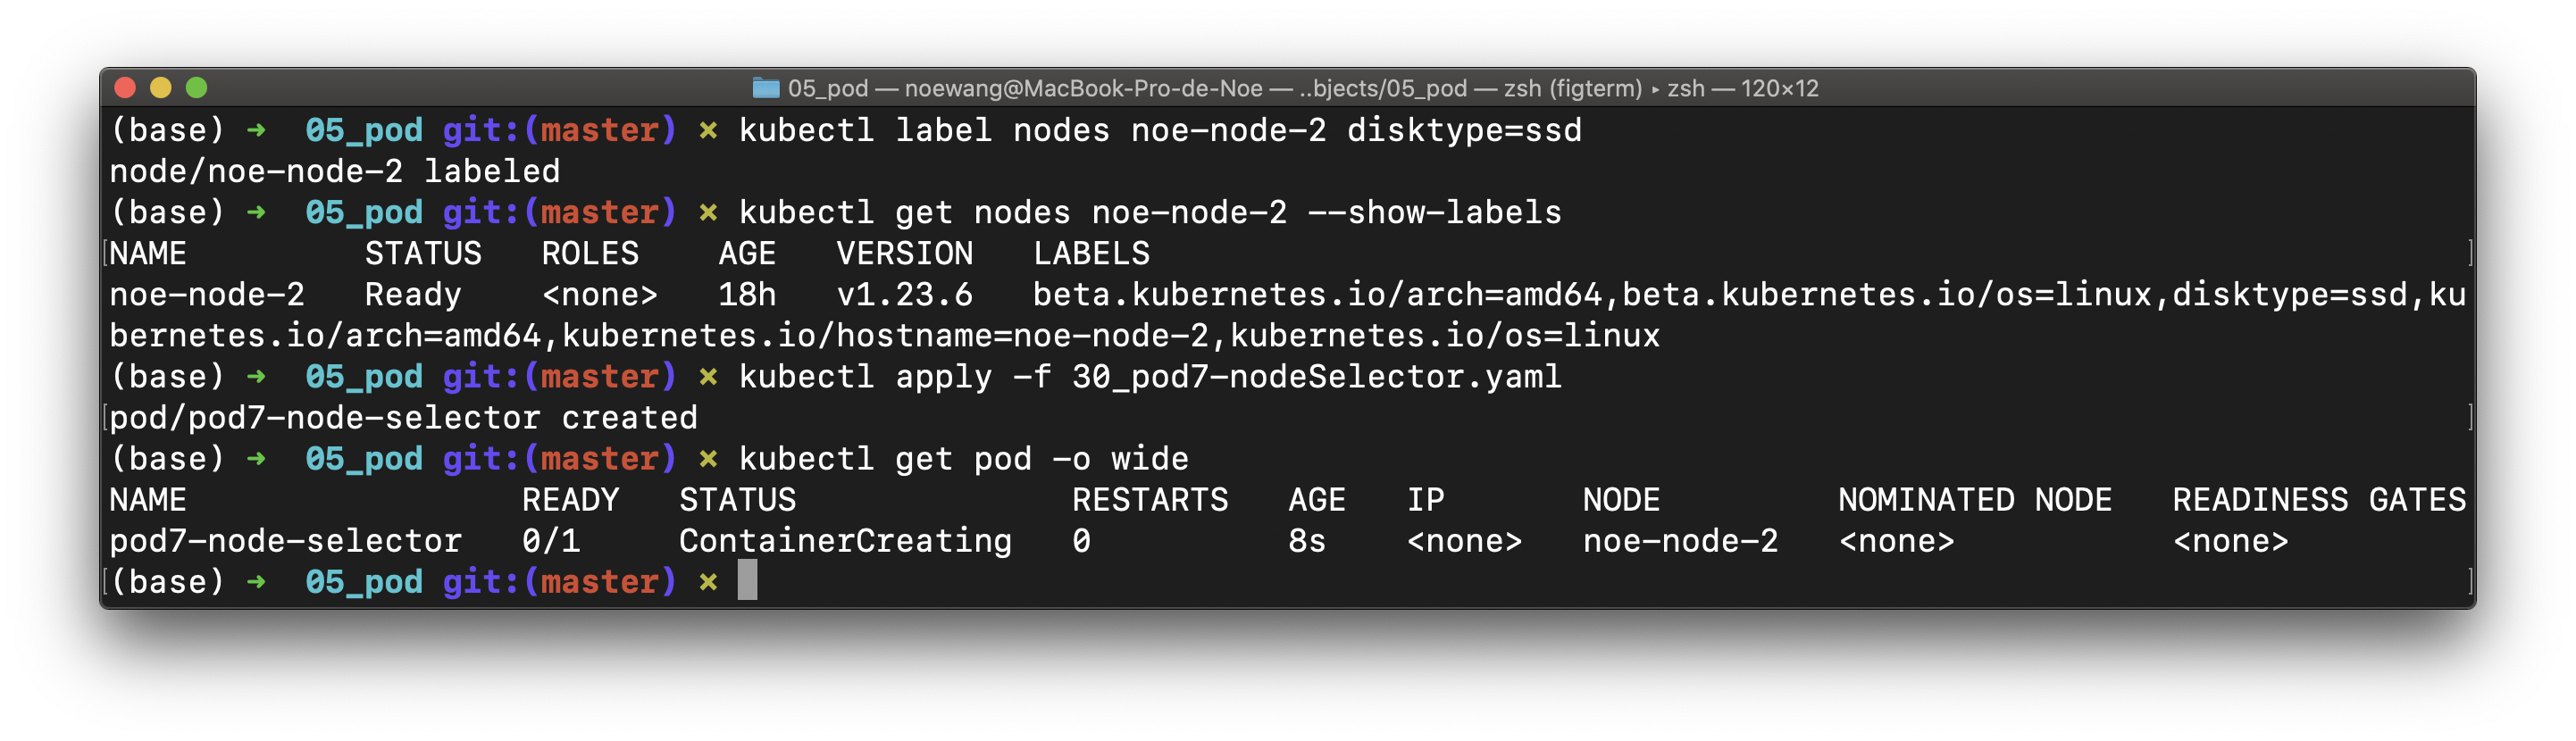 05_pod — noewang@MacBook-Pro-de-Noe — ..bjects/05_pod — zsh (figterm) ▸ zsh — 120×12
(base) ➜  05_pod git:(master) ✗ kubectl label nodes noe-node-2 disktype=ssd
node/noe-node-2 labeled
(base) ➜  05_pod git:(master) ✗ kubectl get nodes noe-node-2 --show-labels
[NAME         STATUS   ROLES    AGE   VERSION   LABELS ]
noe-node-2   Ready    <none>   18h   v1.23.6   beta.kubernetes.io/arch=amd64,beta.kubernetes.io/os=linux,disktype=ssd,ku
bernetes.io/arch=amd64,kubernetes.io/hostname=noe-node-2,kubernetes.io/os=linux
(base) ➜  05_pod git:(master) ✗ kubectl apply -f 30_pod7-nodeSelector.yaml
[pod/pod7-node-selector created ]
(base) ➜  05_pod git:(master) ✗ kubectl get pod -o wide
NAME                 READY   STATUS              RESTARTS   AGE   IP       NODE         NOMINATED NODE   READINESS GATES
pod7-node-selector   0/1     ContainerCreating   0          8s    <none>   noe-node-2   <none>           <none>
[(base) ➜  05_pod git:(master) ✗ ]